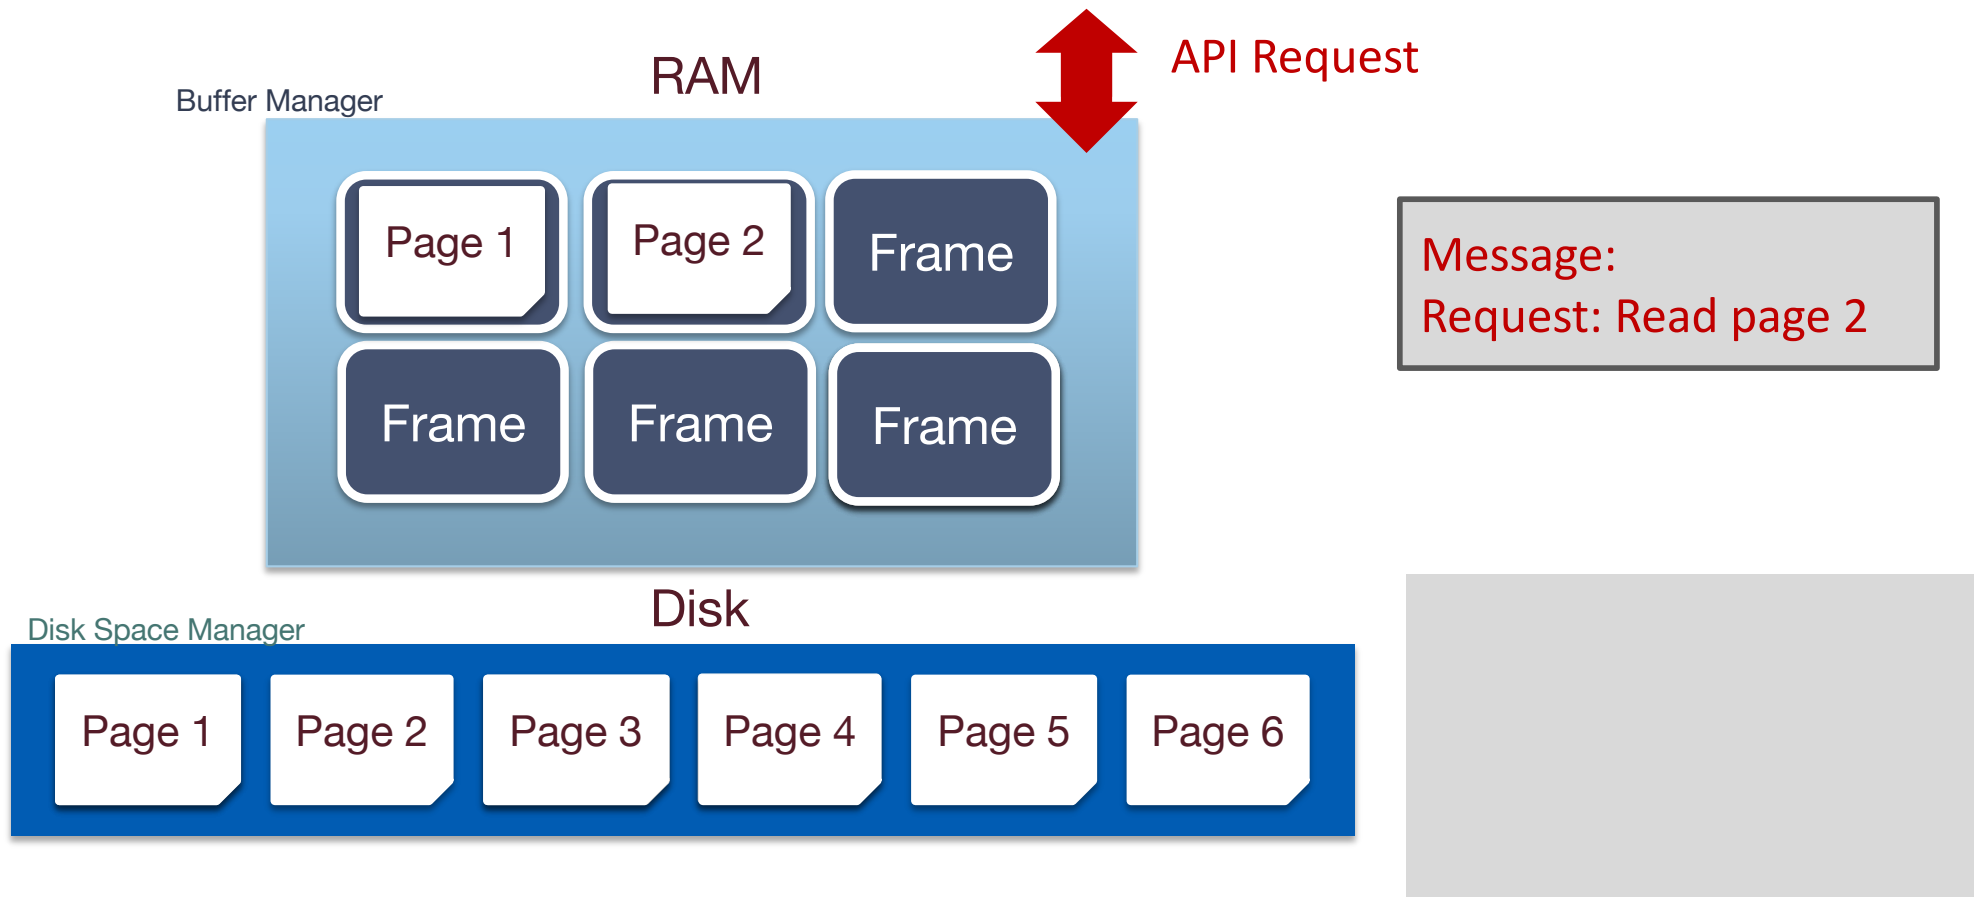 RAM
API Request
Buffer Manager
Page 1
Page 2
Frame
Message:
Request: Read page 2
Frame
Frame
Frame
Disk
Disk Space Manager
Page 1
Page 2
Page 3
Page 4
Page 5
Page 6